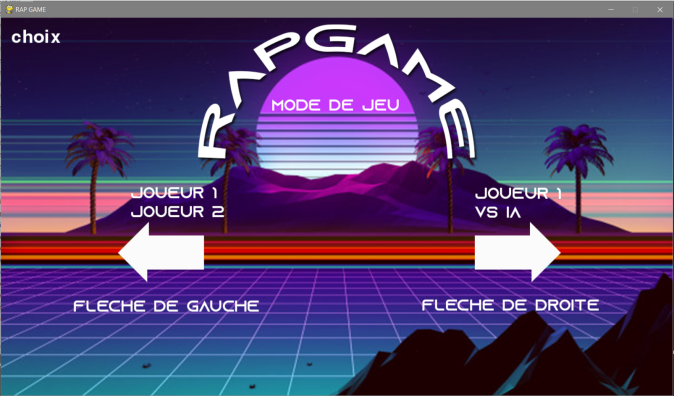 RAP GAME
choix
RAPGAME
MODE DE JEU
JOUEUR 1
JOUEUR 2
JOUEUR 1
VS IA
FLECHE DE GAUCHE
FLECHE DE DROITE